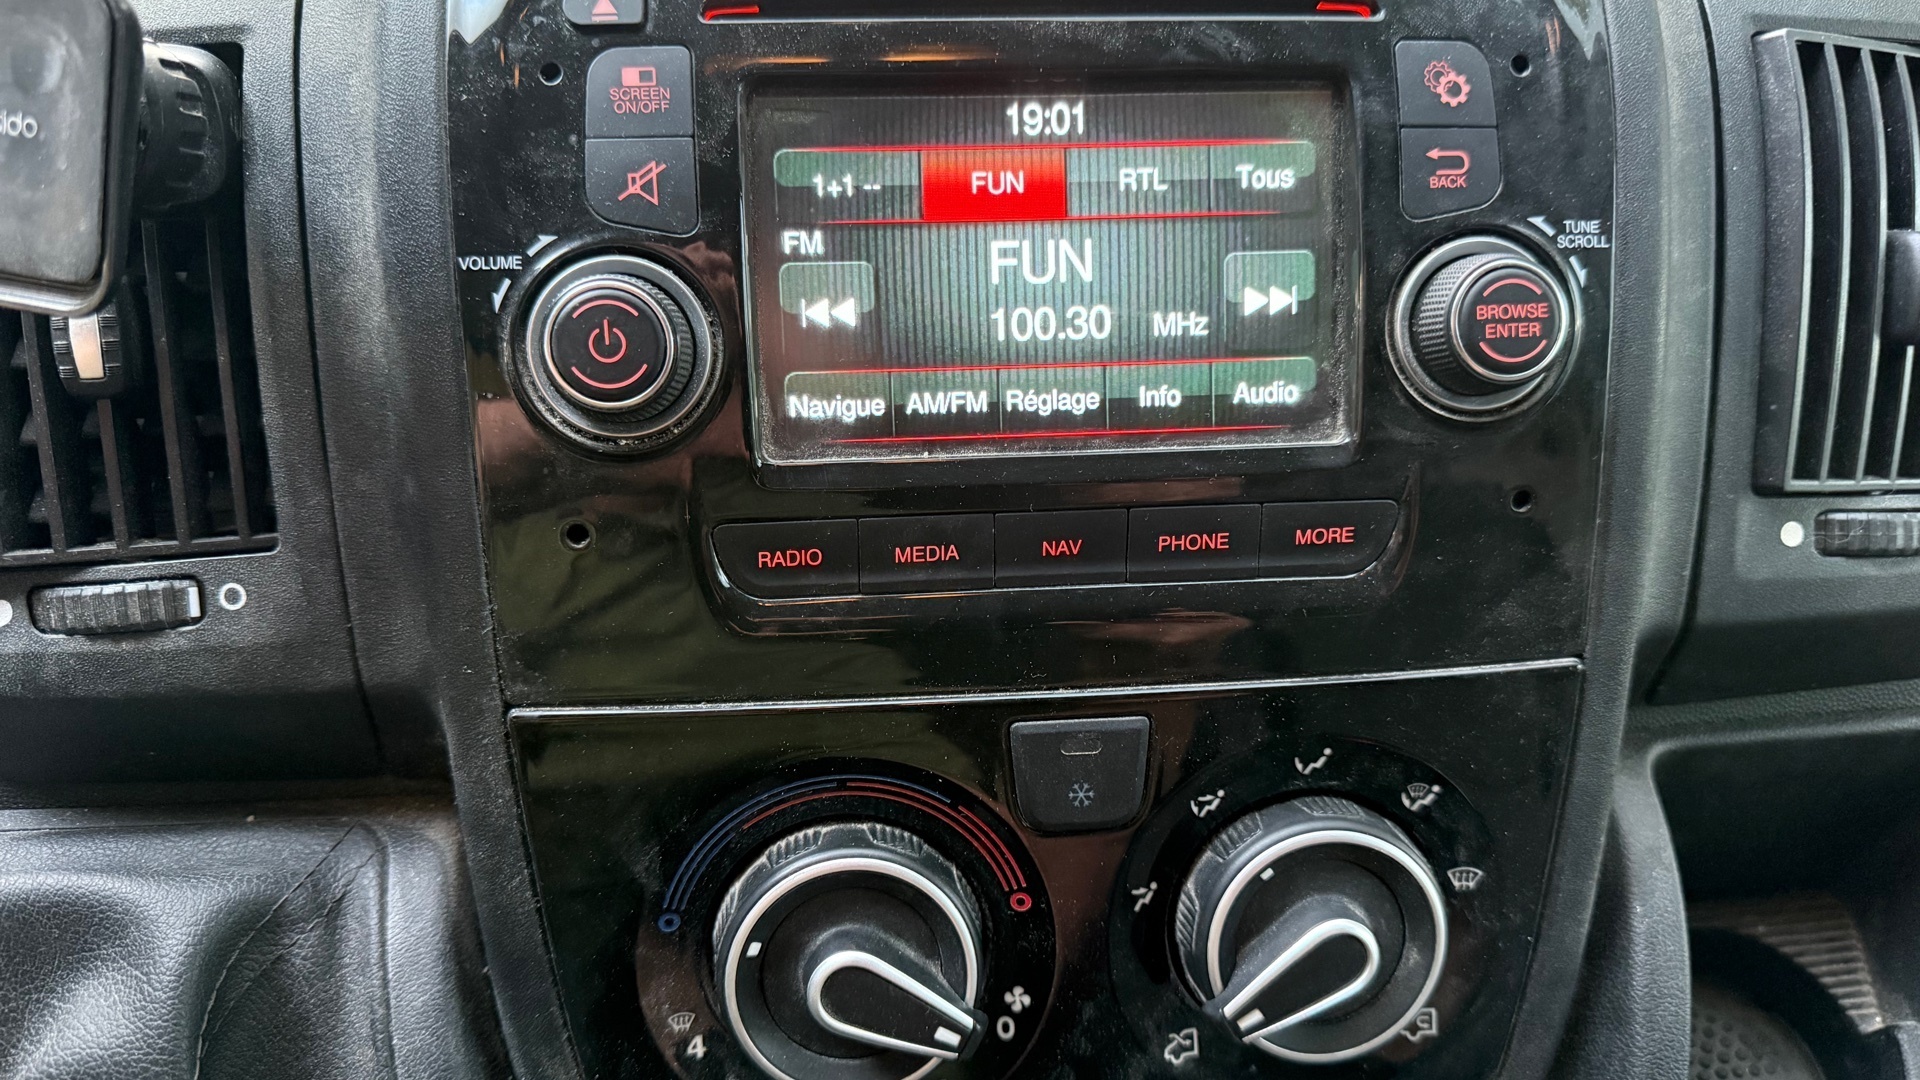 SCREEN
ON/OFF
19:01
1+1 -- FUN RTL Tous
BACK
FM
FUN
100.30 MHz
VOLUME
TUNE
SCROLL
BROWSE
ENTER
Navigue AM/FM Réglage Info Audio
RADIO MEDIA NAV PHONE MORE
4
0